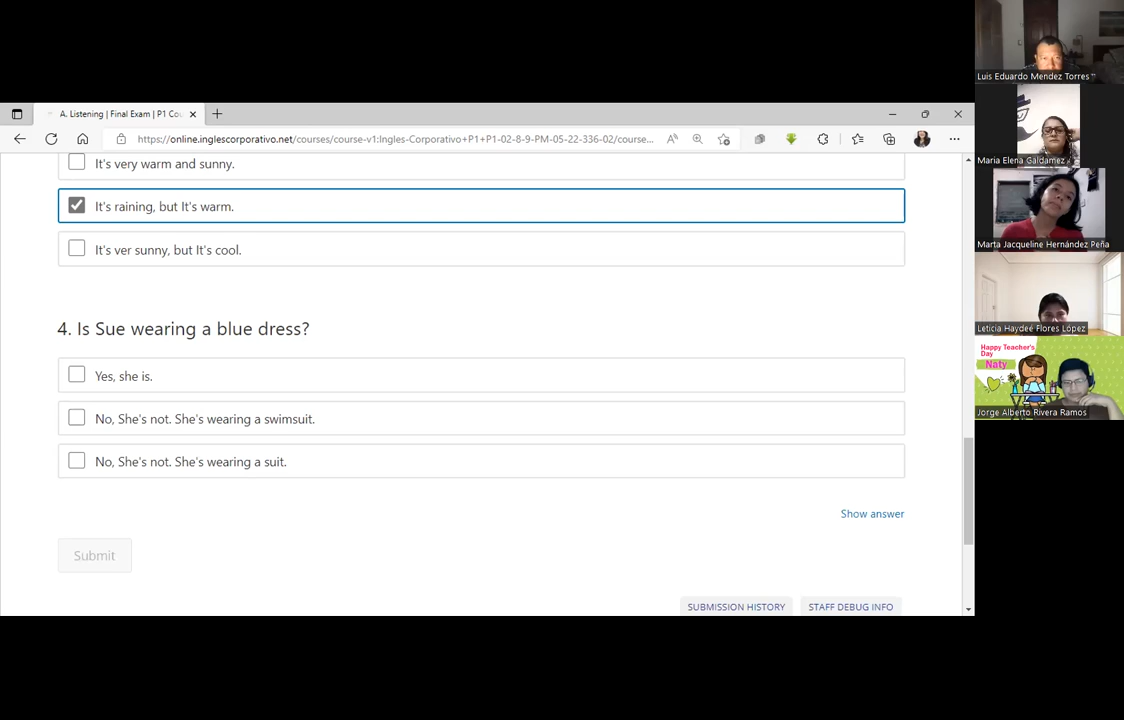 A. Listening | Final Exam | P1 Cou
https://online.inglescorporativo.net/courses/course-v1:Ingles-Corporativo+P1+P1-02-8-9-PM-05-22-336-02/course...
It's very warm and sunny.
It's raining, but It's warm.
It's ver sunny, but It's cool.
4. Is Sue wearing a blue dress?
Yes, she is.
No, She's not. She's wearing a swimsuit.
No, She's not. She's wearing a suit.
Show answer
Submit
SUBMISSION HISTORY
STAFF DEBUG INFO
Luis Eduardo Mendez Torres
Maria Elena Galdamez
Marta Jacqueline Hernández Peña
Leticia Haydeé Flores López
Happy Teacher's
Day
Naty
Jorge Alberto Rivera Ramos